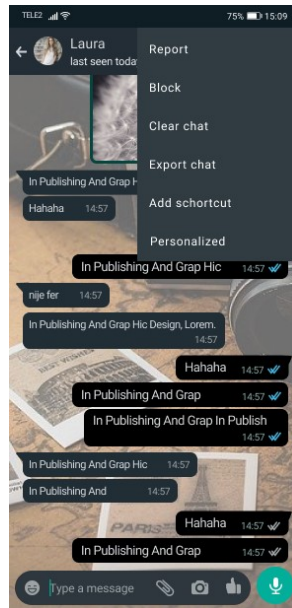 TELE2
75% 15:09
Laura
last seen toda
Report
Block
Clear chat
Export chat
Add schortcut
Personalized
In Publishing And Grap H
Hahaha 14:57
In Publishing And Grap Hic 14:57
nije fer 14:57
In Publishing And Grap Hic Design, Lorem.
14:57
Hahaha 14:57
In Publishing And Grap 14:57
In Publishing And Grap In Publish
14:57
In Publishing And Grap Hic 14:57
In Publishing And 14:57
PARIS
Hahaha 14:57
In Publishing And Grap 14:57
Type a message